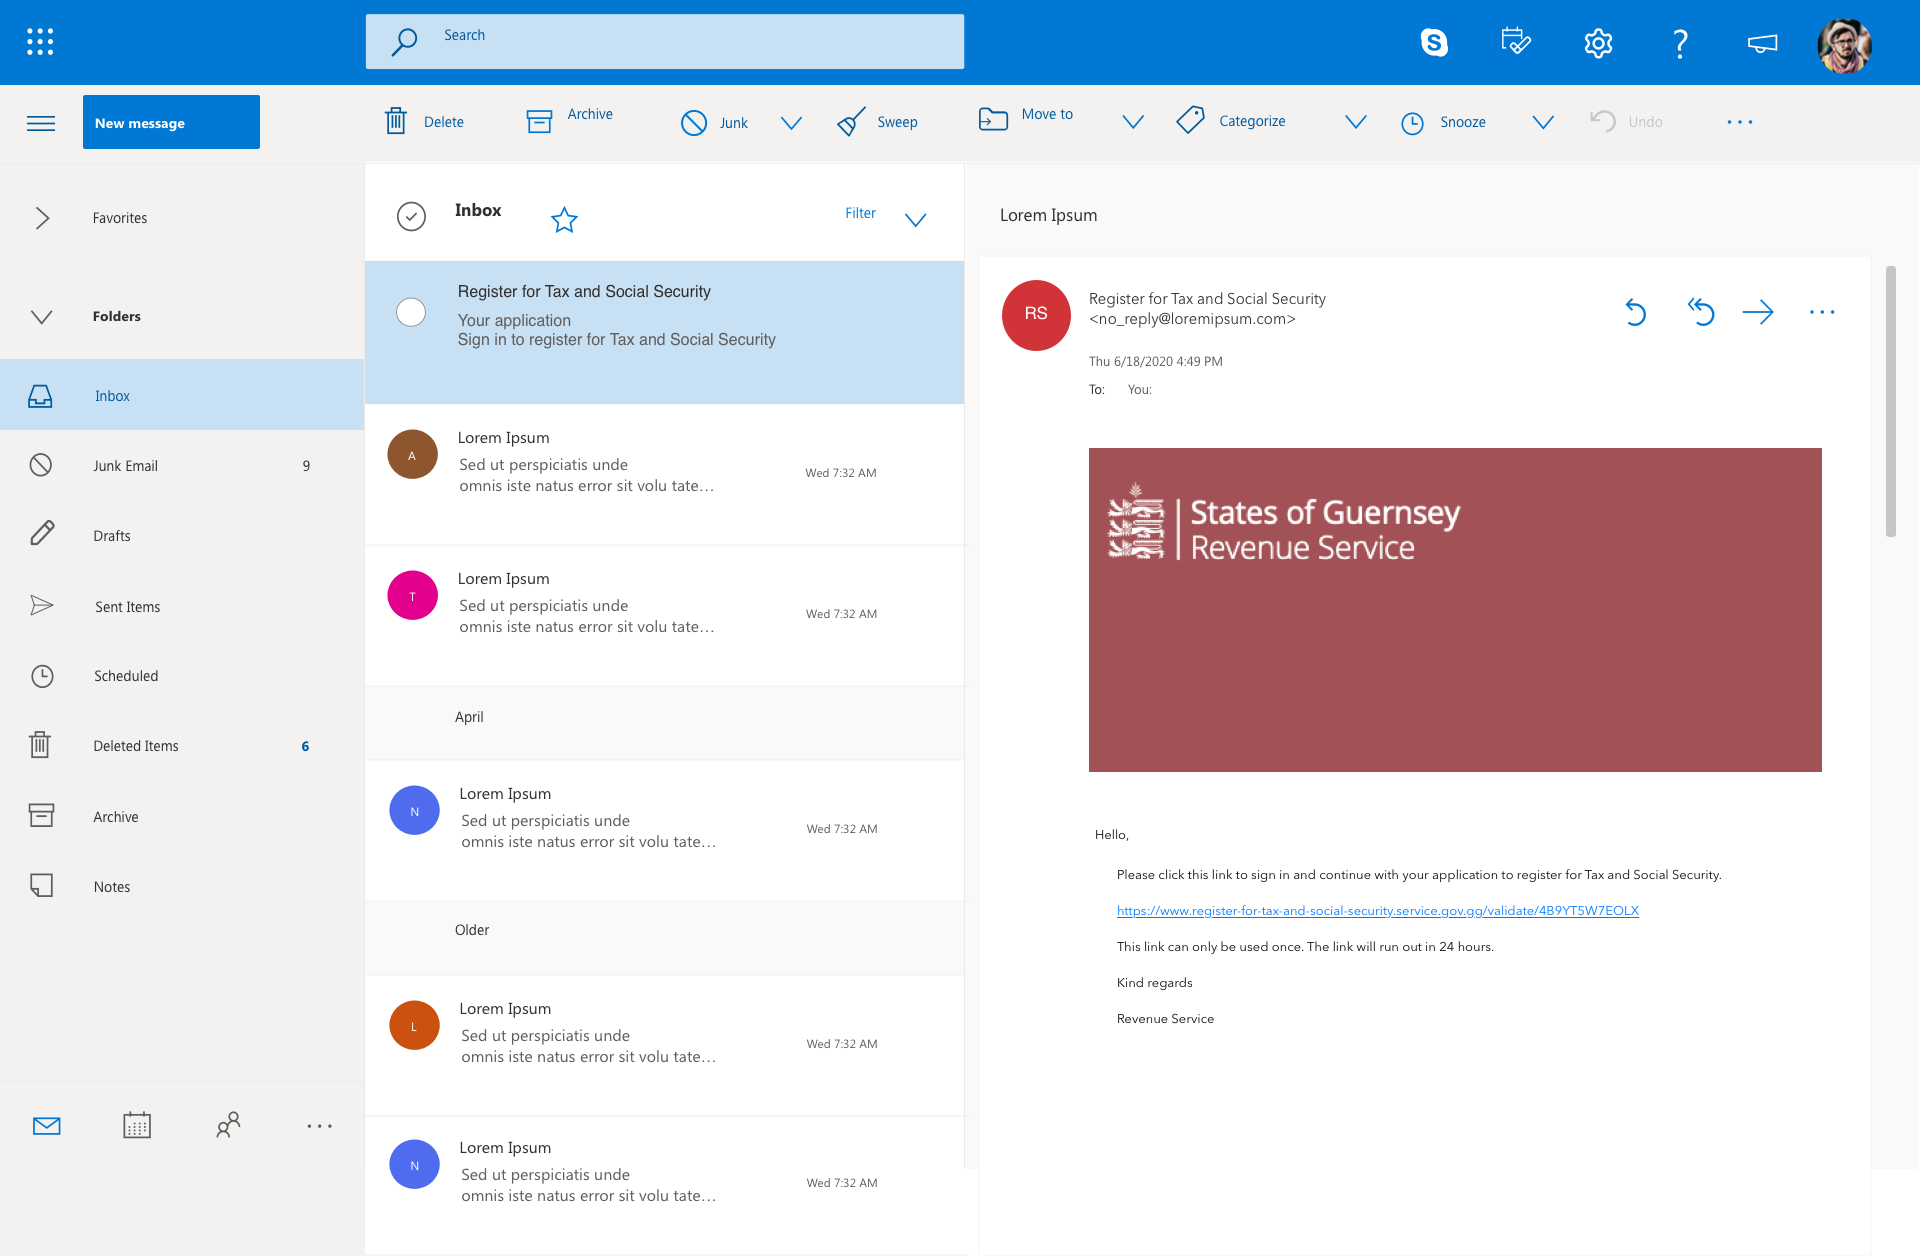 Search
New message
Delete
Archive
Junk
Sweep
Move to
Categorize
Snooze
Undo
Favorites
Folders
Inbox
Junk Email 9
Drafts
Sent Items
Scheduled
Deleted Items 6
Archive
Notes
Inbox
Filter
Register for Tax and Social Security
Your application
Sign in to register for Tax and Social Security
A
Lorem Ipsum
Sed ut perspiciatis unde
omnis iste natus error sit volu tate…
Wed 7:32 AM
T
Lorem Ipsum
Sed ut perspiciatis unde
omnis iste natus error sit volu tate…
Wed 7:32 AM
April
N
Lorem Ipsum
Sed ut perspiciatis unde
omnis iste natus error sit volu tate…
Wed 7:32 AM
Older
L
Lorem Ipsum
Sed ut perspiciatis unde
omnis iste natus error sit volu tate…
Wed 7:32 AM
N
Lorem Ipsum
Sed ut perspiciatis unde
omnis iste natus error sit volu tate…
Wed 7:32 AM
Lorem Ipsum
RS
Register for Tax and Social Security
<no_reply@loremipsum.com>
Thu 6/18/2020 4:49 PM
To: You:
States of Guernsey
Revenue Service
Hello,
Please click this link to sign in and continue with your application to register for Tax and Social Security.
https://www.register-for-tax-and-social-security.service.gov.gg/validate/4B9YT5W7EOLX
This link can only be used once. The link will run out in 24 hours.
Kind regards
Revenue Service